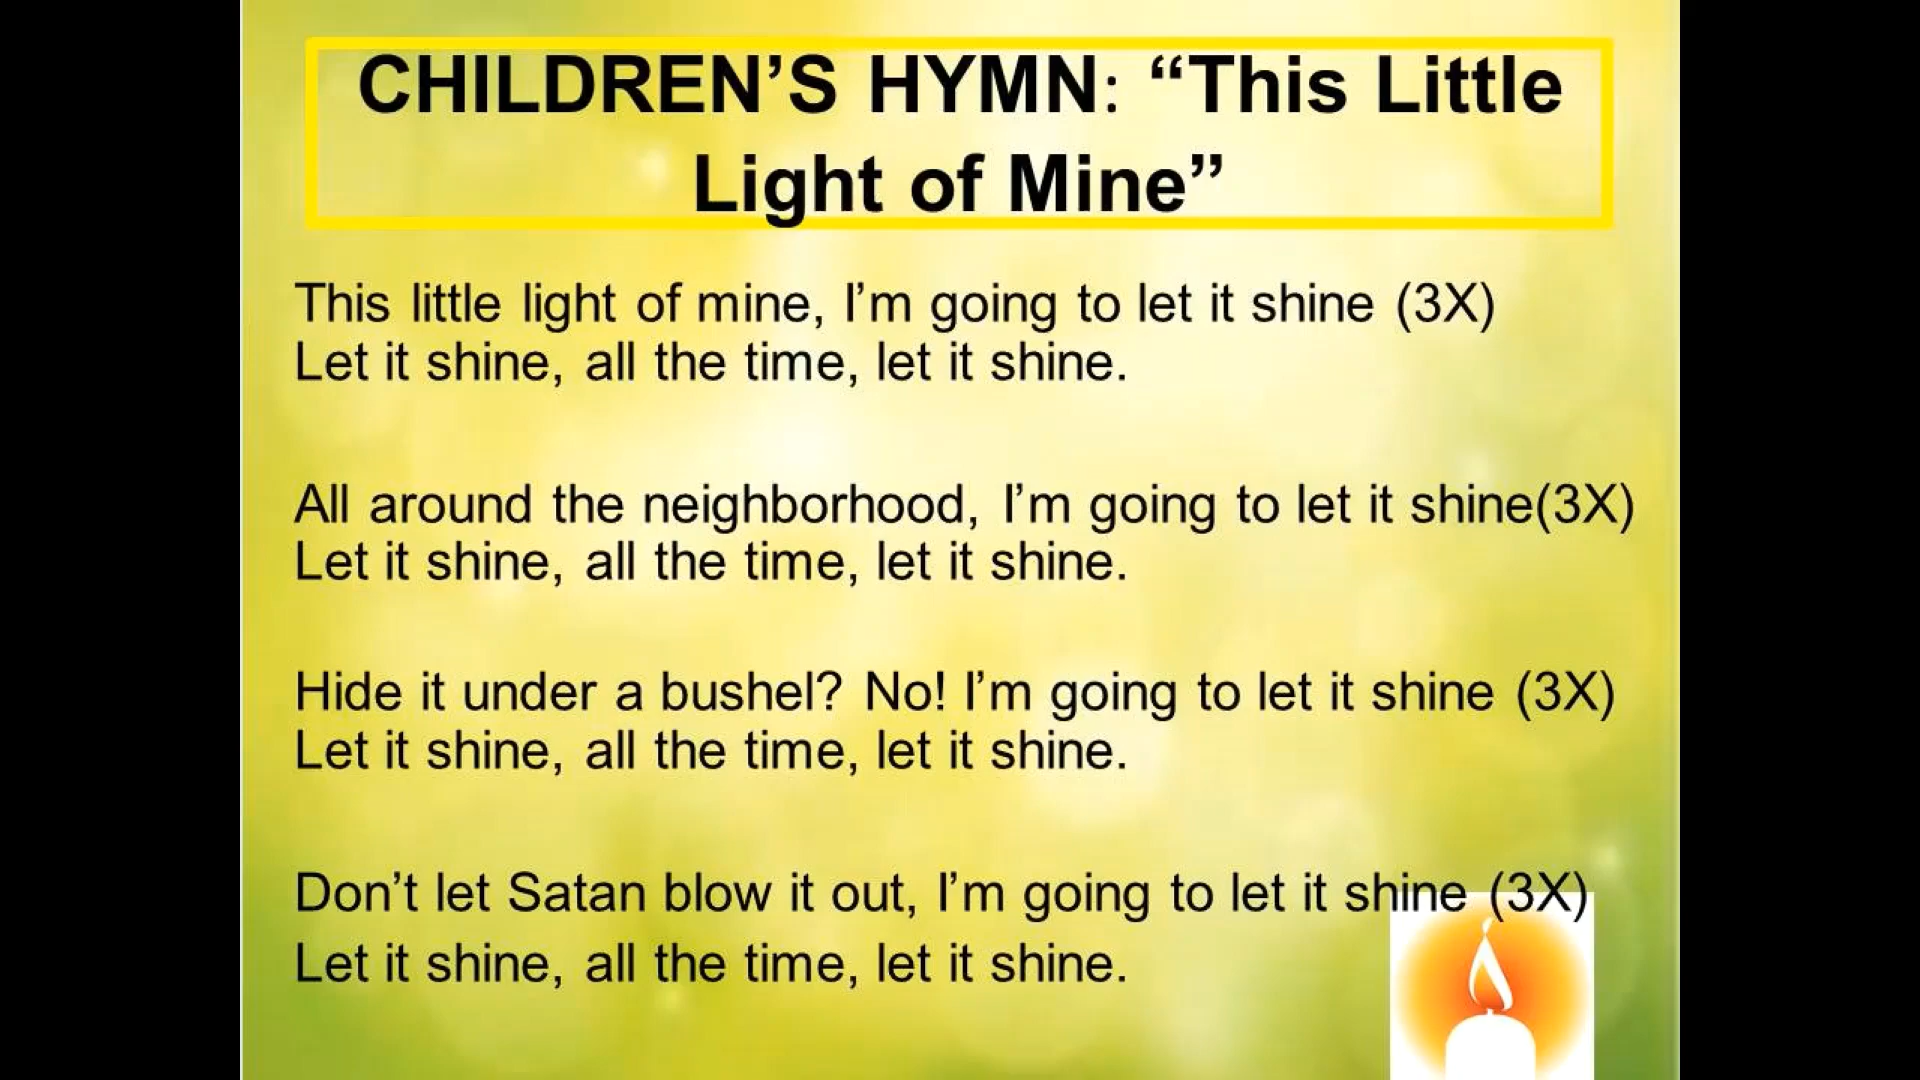 CHILDREN’S HYMN: “This Little
Light of Mine”
This little light of mine, I’m going to let it shine (3X)
Let it shine, all the time, let it shine.
All around the neighborhood, I’m going to let it shine(3X)
Let it shine, all the time, let it shine.
Hide it under a bushel? No! I’m going to let it shine (3X)
Let it shine, all the time, let it shine.
Don’t let Satan blow it out, I’m going to let it shine (3X)
Let it shine, all the time, let it shine.